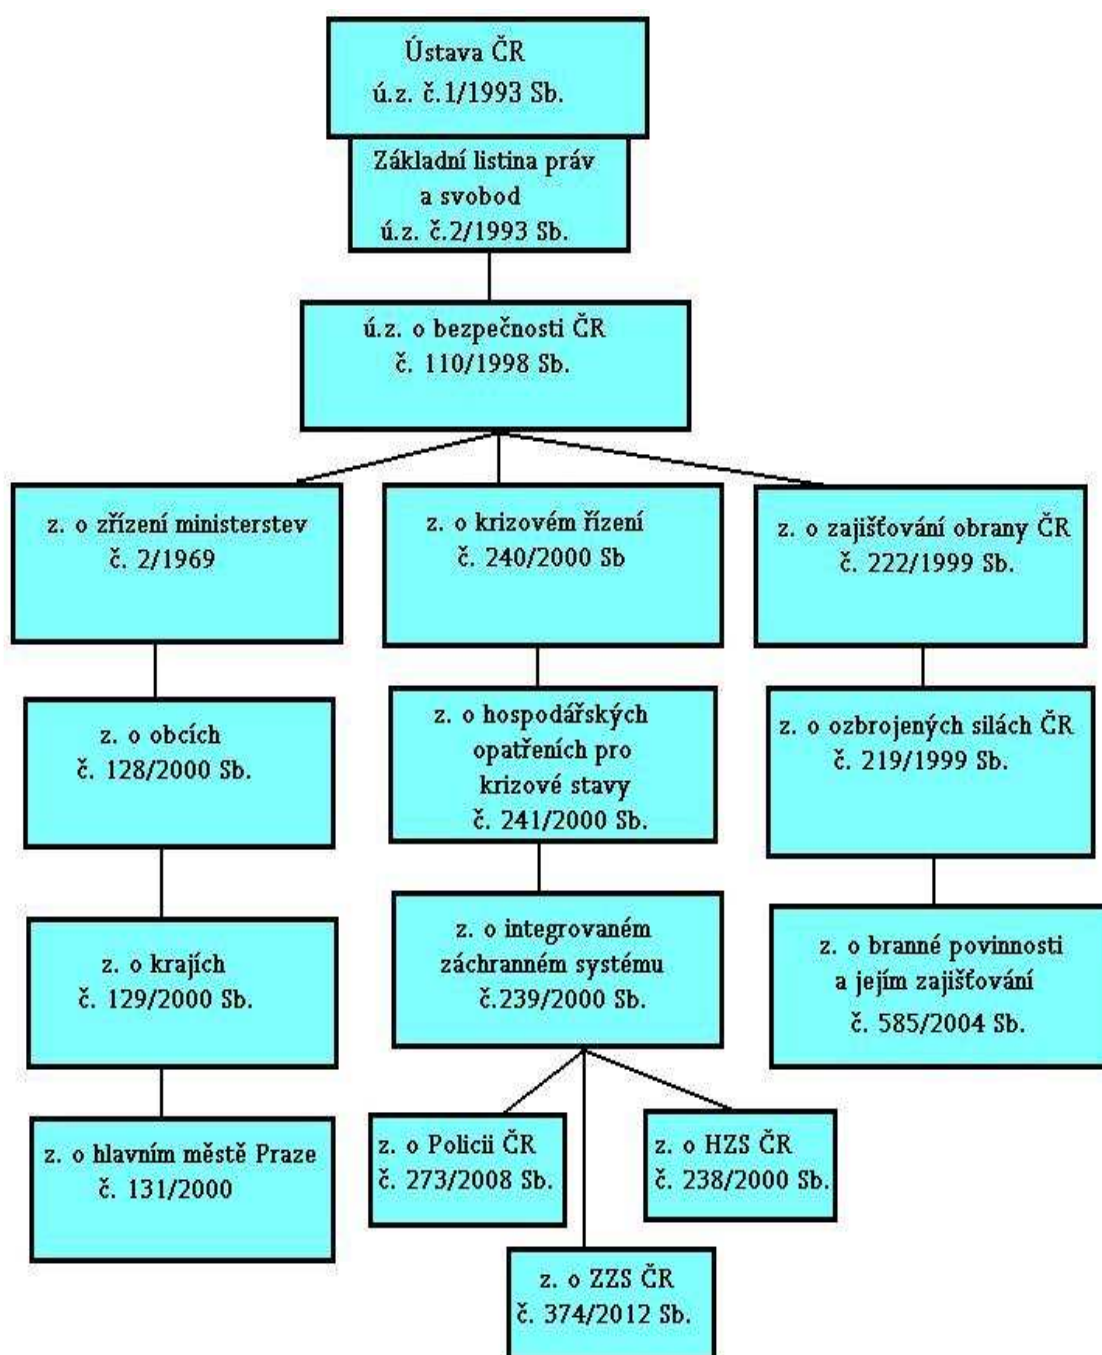 Ústava ČR
ú.z. č.1/1993 Sb.
Základní listina práv
a svobod
ú.z. č.2/1993 Sb.
ú.z. o bezpečnosti ČR
č. 110/1998 Sb.
z. o zřízení ministerstev
č. 2/1969
z. o krizovém řízení
č. 240/2000 Sb
z. o zajišťování obrany ČR
č. 222/1999 Sb.
z. o obcích
č. 128/2000 Sb.
z. o hospodářských
opatřeních pro
krizové stavy
č. 241/2000 Sb.
z. o ozbrojených silách ČR
č. 219/1999 Sb.
z. o krajích
č. 129/2000 Sb.
z. o integrovaném
záchranném systému
č.239/2000 Sb.
z. o branné povinnosti
a jejím zajišťování
č. 585/2004 Sb.
z. o hlavním městě Praze
č. 131/2000
z. o Policii ČR
č. 273/2008 Sb.
z. o HZS ČR
č. 238/2000 Sb.
z. o ZZS ČR
č. 374/2012 Sb.